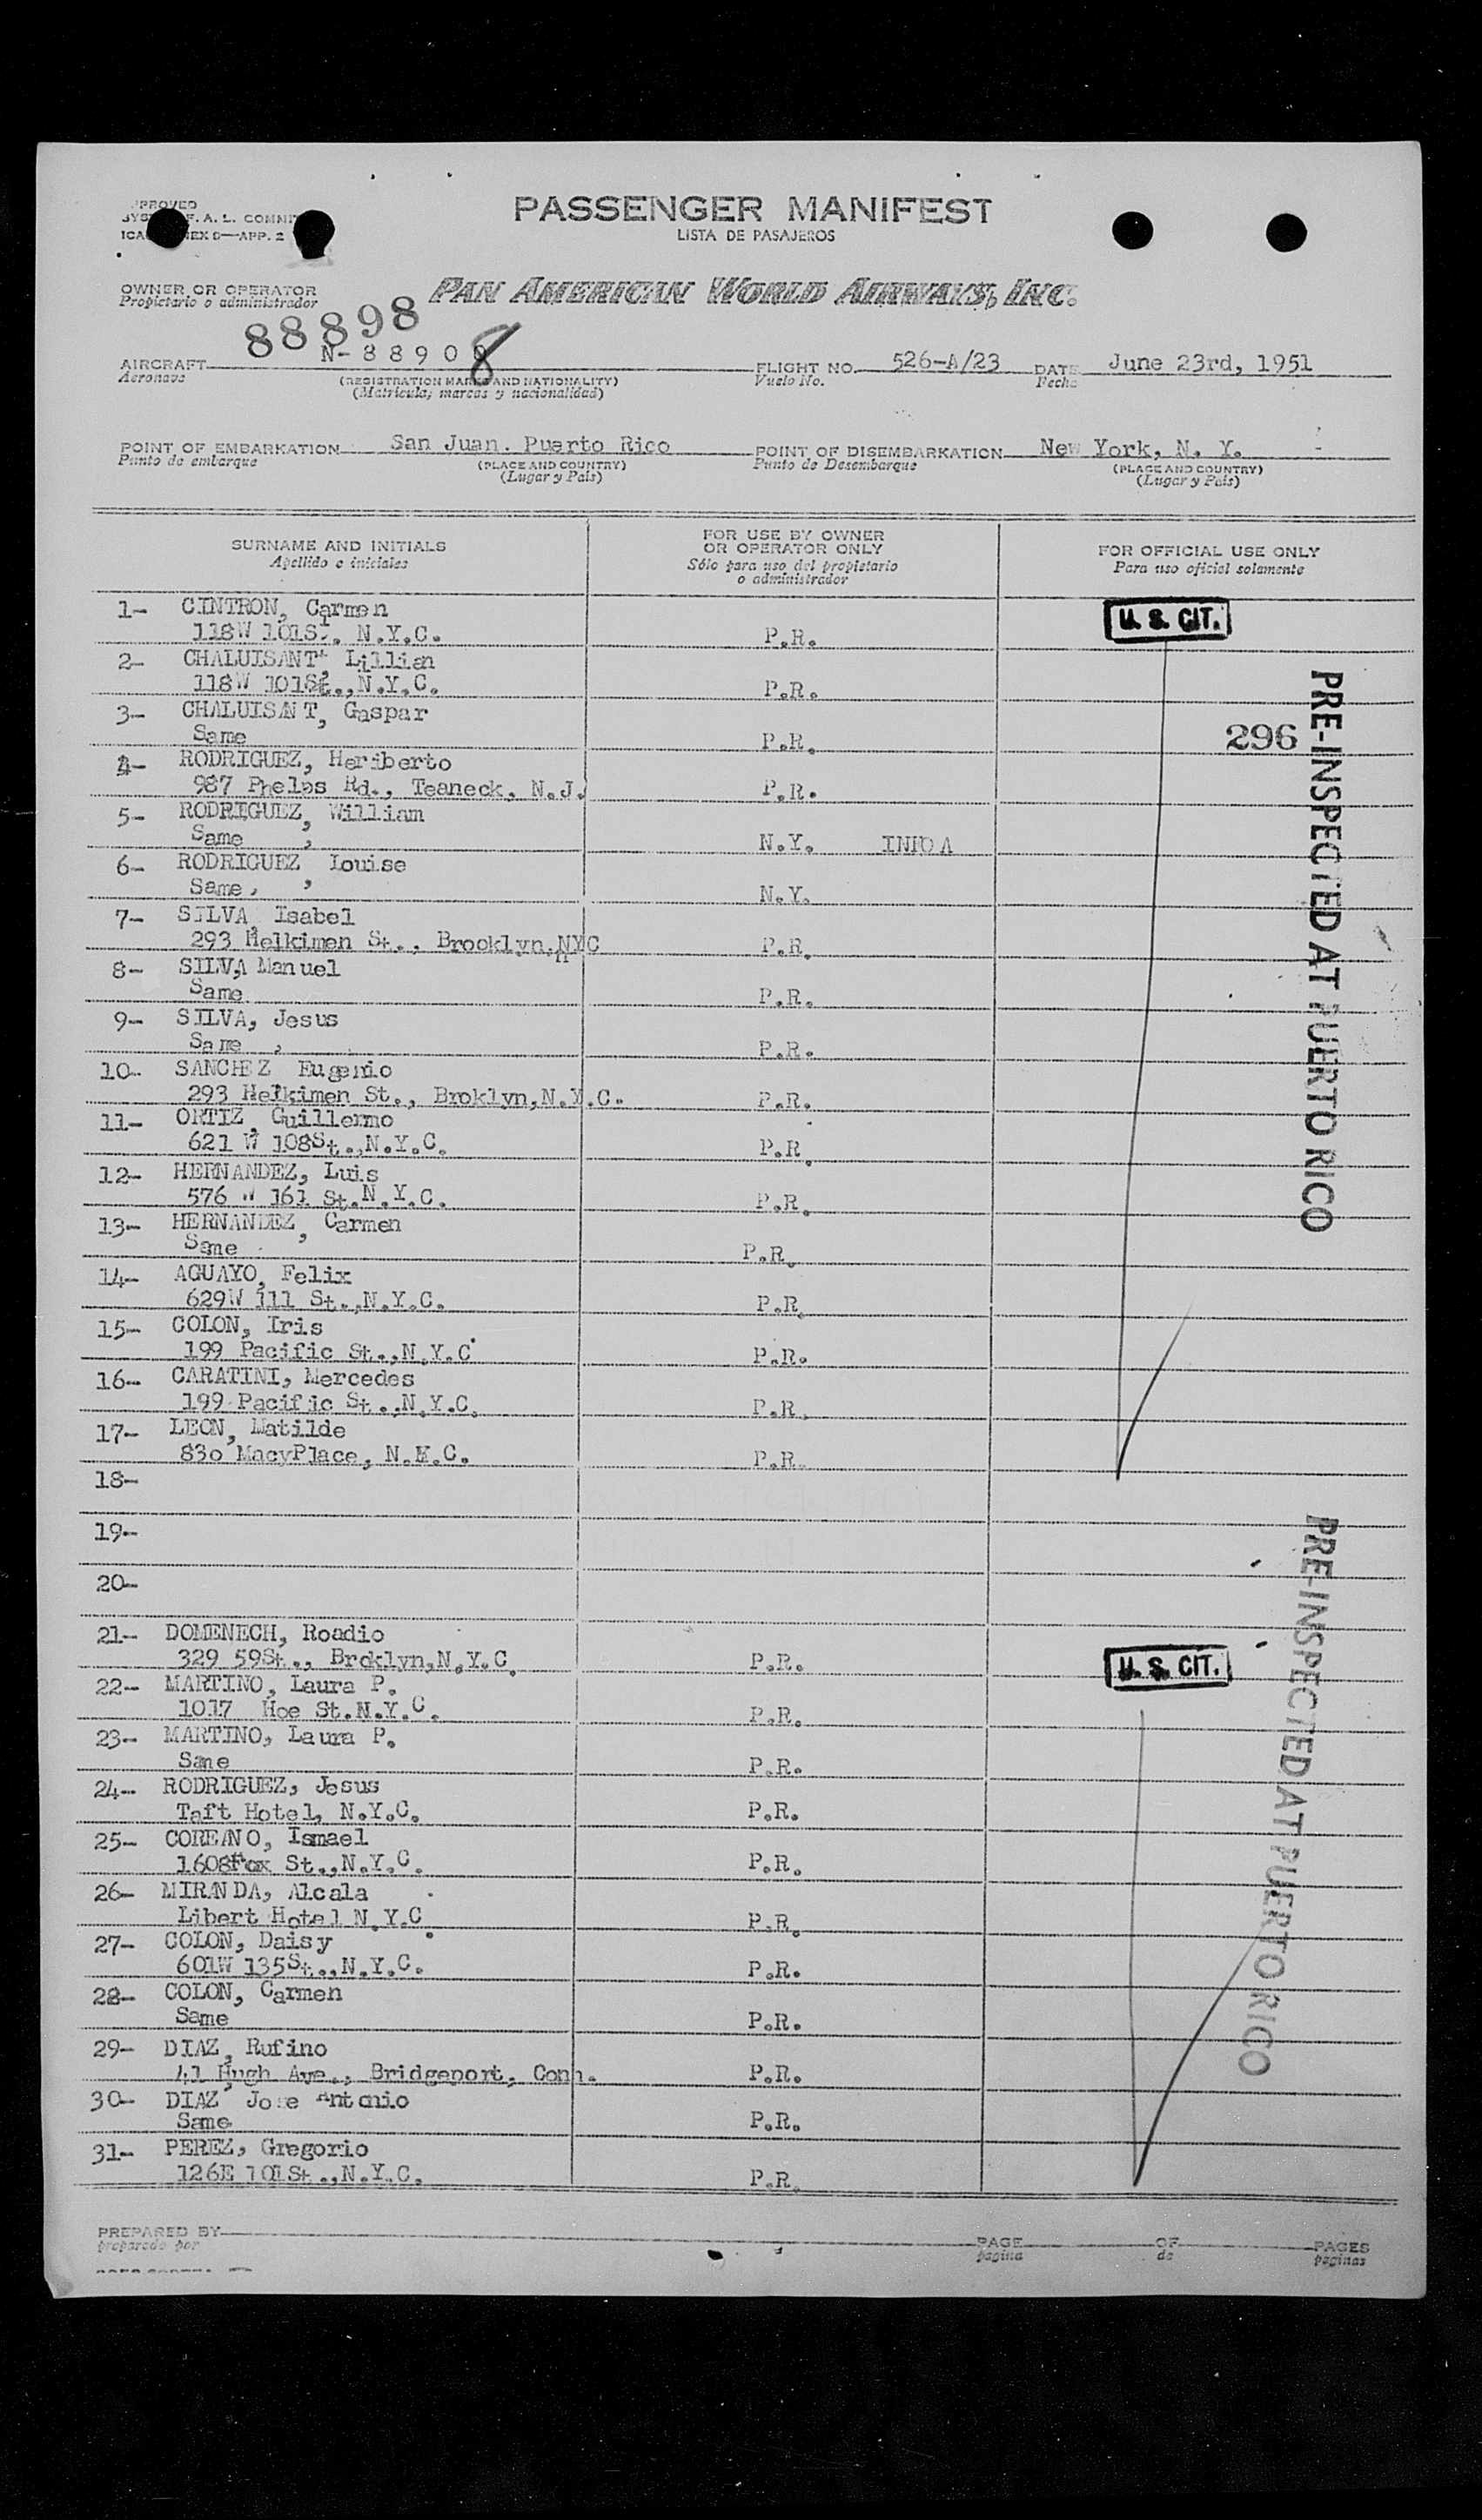 PASSENGER MANIFEST
LISTA DE PASAJEROS
OWNER OR OPERATOR
Propietario o administrador
PAN AMERICAN WORLD AIRWAYS, INC.
88898
AIRCRAFT N-88900 8
Aeronave
(REGISTRATION MARKS AND NATIONALITY)
(Matricula, marcas y nacionalidad)
FLIGHT NO. 526-A/23
Vuelo No.
DATE June 23rd, 1951
Fecha
POINT OF EMBARKATION San Juan. Puerto Rico
Punto de embarque
(PLACE AND COUNTRY)
(Lugar y País)
POINT OF DISEMBARKATION New York, N. Y.
Punto de Desembarque
(PLACE AND COUNTRY)
(Lugar y País)
SURNAME AND INITIALS
Apellido e iniciales
FOR USE BY OWNER
OR OPERATOR ONLY
Sólo para uso del propietario
o administrador
FOR OFFICIAL USE ONLY
Para uso oficial solamente
1- CINTRON, Carmen
118W 101St. N.Y.C. P.R.
U. S. CIT.
2- CHALUISANT, Lillian
118W 101St., N.Y.C. P.R.
3- CHALUISANT, Gaspar
Same P.R.
296
4- RODRIGUEZ, Heriberto
987 Phelps Rd., Teaneck, N.J. P.R.
5- RODRIGUEZ, William
Same , N.Y.
6- RODRIGUEZ, Louise
Same, N.Y.
7- SILVA, Isabel
293 Helkimen St., Brooklyn, NYC P.R.
8- SILVA, Manuel
Same P.R.
9- SILVA, Jesus
Same , P.R.
10- SANCHEZ Eugenio
293 Helkimen St., Broklyn, N.Y.C. P.R.
11- ORTIZ, Guillermo
621 W 108St., N.Y.C. P.R.
12- HERNANDEZ, Luis
576 W 161 St. N.Y.C. P.R.
13- HERNANDEZ, Carmen
Same P.R.
14- AGUAYO, Felix
629W 111 St., N.Y.C. P.R.
15- COLON, Iris
199 Pacific St., N.Y.C. P.R.
16- CARATINI, Mercedes
199 Pacific St., N.Y.C. P.R.
17- LEON, Matilde
830 MacyPlace, P.R.
18-
19-
20-
PRE-INSPECTED AT PUERTO RICO
21- DOMENECH, Roadio
329 59St., Broklyn, N.Y.C. P.R.
U. S. CIT.
22- MARTINO, Laura P.
1017 Hoe St. N.Y.C. P.R.
23- MARTINO, Laura P.
Same P.R.
24- RODRIGUEZ, Jesus
Taft Hotel, N.Y.C. P.R.
25- COREANO, Ismael
1608Fox St., N.Y.C. P.R.
26- MIRANDA, Alcala
Libert Hotel N.Y.C. P.R.
27- COLON, Daisy
601W 135St., N.Y.C. P.R.
28- COLON, Carmen
Same P.R.
29- DIAZ, Rufino
41 Hugh Ave., Bridgeport, Conn. P.R.
30- DIAZ, Jose Antonio
Same P.R.
31- PEREZ, Gregorio
126E 101St., N.Y.C. P.R.
PRE-INSPECTED AT PUERTO RICO
PREPARED BY
preparado por
PAGE
pagina
OF
de
PAGES
paginas